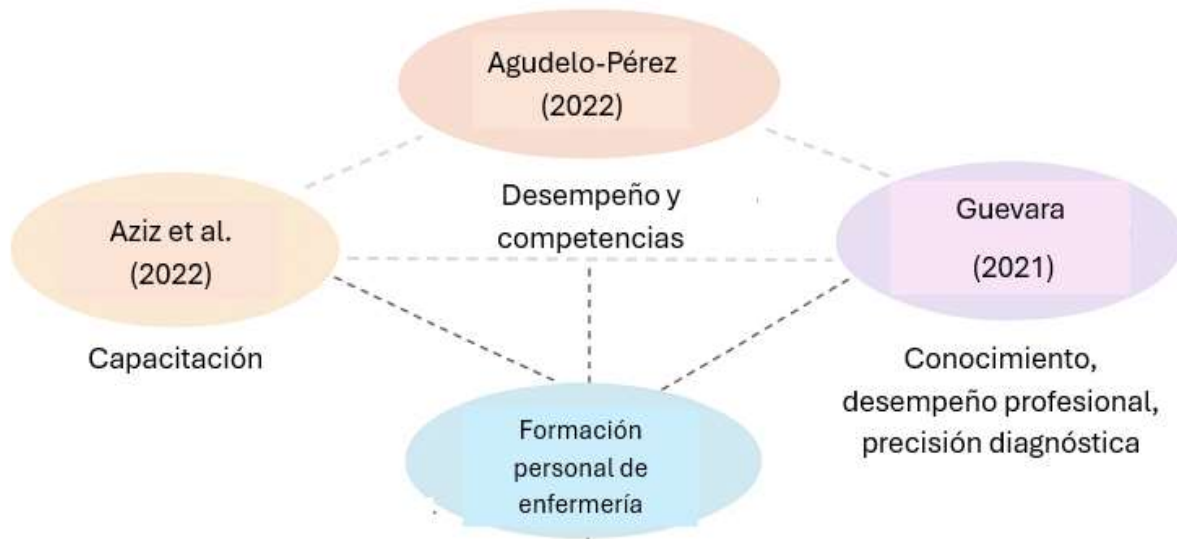 Agudelo-Pérez
(2022)
Desempeño y
competencias
Aziz et al.
(2022)
Capacitación
Guevara
(2021)
Conocimiento,
desempeño profesional,
precisión diagnóstica
Formación
personal de
enfermería